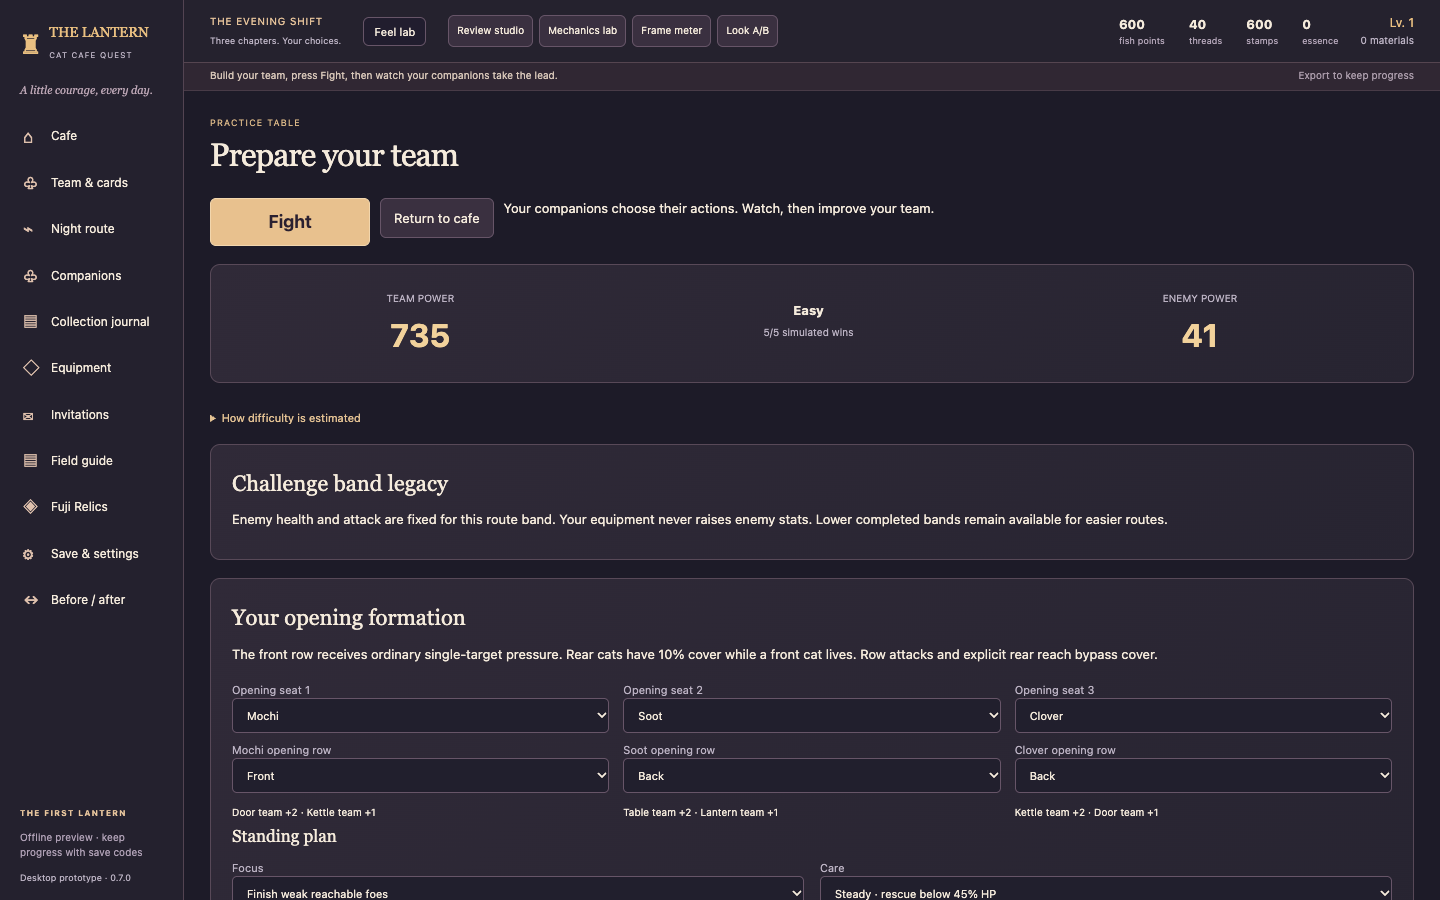 THE LANTERN
CAT CAFE QUEST
A little courage, every day.
Cafe
Team & cards
Night route
Companions
Collection journal
Equipment
Invitations
Field guide
Fuji Relics
Save & settings
Before / after
THE FIRST LANTERN
Offline preview · keep
progress with save codes
Desktop prototype · 0.7.0
THE EVENING SHIFT
Three chapters. Your choices.
Feel lab
Review studio
Mechanics lab
Frame meter
Look A/B
600
fish points
40
threads
600
stamps
0
essence
Lv. 1
0 materials
Build your team, press Fight, then watch your companions take the lead.
Export to keep progress
PRACTICE TABLE
Prepare your team
Fight
Return to cafe
Your companions choose their actions. Watch, then improve your team.
TEAM POWER
735
Easy
5/5 simulated wins
ENEMY POWER
41
How difficulty is estimated
Challenge band legacy
Enemy health and attack are fixed for this route band. Your equipment never raises enemy stats. Lower completed bands remain available for easier routes.
Your opening formation
The front row receives ordinary single-target pressure. Rear cats have 10% cover while a front cat lives. Row attacks and explicit rear reach bypass cover.
Opening seat 1
Mochi
Opening seat 2
Soot
Opening seat 3
Clover
Mochi opening row
Front
Soot opening row
Back
Clover opening row
Back
Door team +2 · Kettle team +1
Table team +2 · Lantern team +1
Kettle team +2 · Door team +1
Standing plan
Focus
Finish weak reachable foes
Care
Steady · rescue below 45% HP